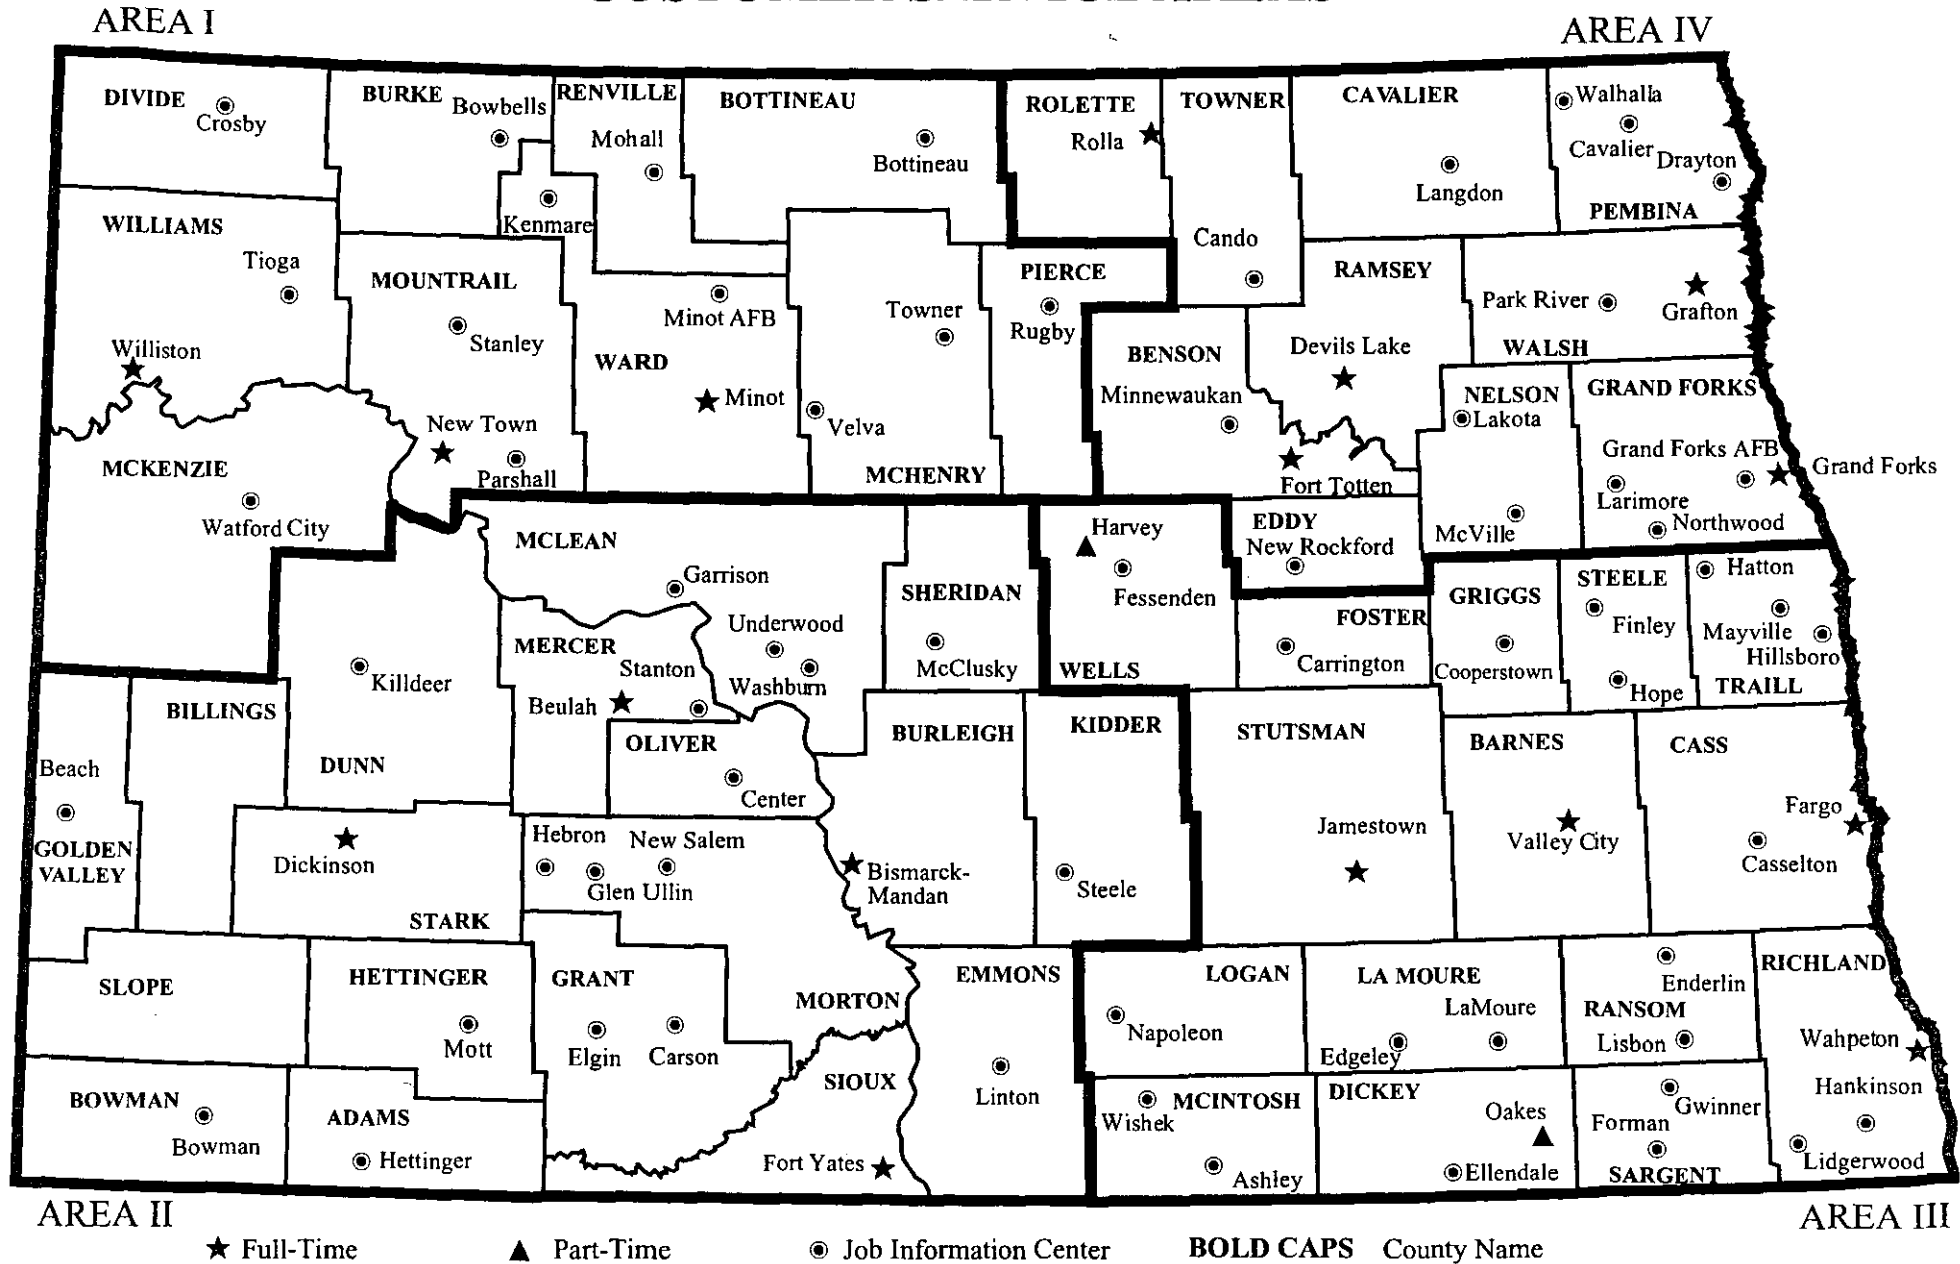 AREA I
AREA IV
DIVIDE
Crosby
BURKE
Bowbells
RENVILLE
Mohall
BOTTINEAU
Bottineau
ROLETTE
Rolla
TOWNER
Cando
CAVALIER
Langdon
Walhalla
Cavalier
Drayton
PEMBINA
WILLIAMS
Tioga
Williston
Kenmare
MOUNTRAIL
Stanley
New Town
Parshall
Minot AFB
WARD
Minot
Towner
Velva
MCHENRY
PIERCE
Rugby
BENSON
Minnewaukan
Fort Totten
RAMSEY
Devils Lake
Park River
Grafton
WALSH
NELSON
Lakota
McVille
GRAND FORKS
Grand Forks AFB
Grand Forks
Larimore
Northwood
MCKENZIE
Watford City
MCLEAN
Garrison
Underwood
Washburn
SHERIDAN
McClusky
Harvey
Fessenden
WELLS
EDDY
New Rockford
FOSTER
Carrington
GRIGGS
Cooperstown
STEELE
Finley
Hope
Hatton
Mayville
Hillsboro
TRAILL
Killdeer
DUNN
MERCER
Stanton
Beulah
OLIVER
Center
BILLINGS
Beach
GOLDEN
VALLEY
Dickinson
STARK
Hebron
New Salem
Glen Ullin
BURLEIGH
Bismarck-
Mandan
KIDDER
Steele
STUTSMAN
Jamestown
BARNES
Valley City
CASS
Fargo
Casselton
SLOPE
HETTINGER
Mott
GRANT
Elgin
Carson
MORTON
EMMONS
Linton
LOGAN
Napoleon
LA MOURE
LaMoure
Edgeley
Enderlin
RANSOM
Lisbon
RICHLAND
Wahpeton
Hankinson
Lidgerwood
BOWMAN
Bowman
ADAMS
Hettinger
SIOUX
Fort Yates
MCINTOSH
Wishek
Ashley
DICKEY
Oakes
Ellendale
Gwinner
Forman
SARGENT
AREA II
AREA III
Full-Time
Part-Time
Job Information Center
BOLD CAPS County Name